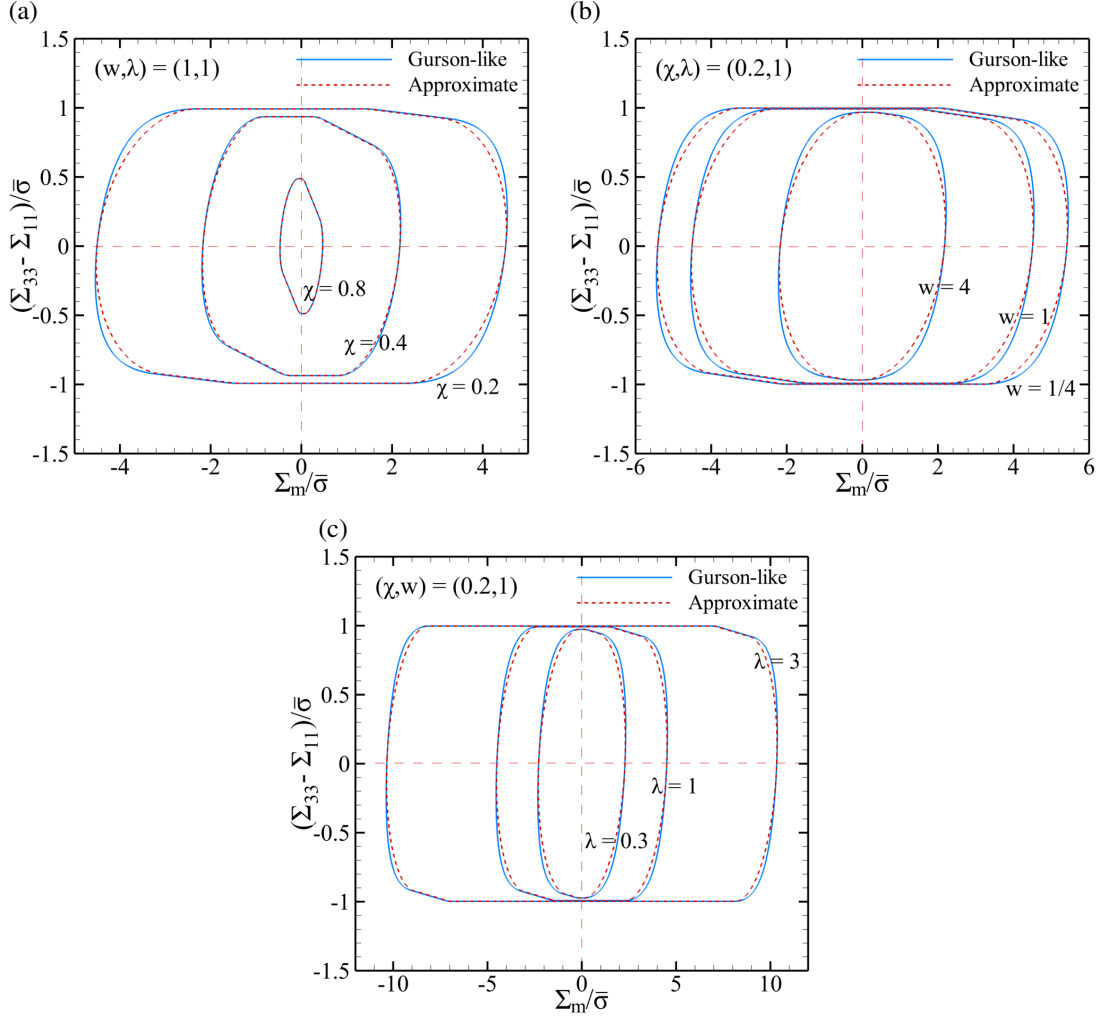 (a)
(w,λ) = (1,1)
Gurson-like
Approximate
1.5
1
0.5
0
-0.5
-1
-1.5
(Σ33 - Σ11)/σ̄
χ = 0.8
χ = 0.4
χ = 0.2
-4
-2
0
2
4
Σm/σ̄
(b)
(χ,λ) = (0.2,1)
Gurson-like
Approximate
1.5
1
0.5
0
-0.5
-1
-1.5
(Σ33 - Σ11)/σ̄
w = 4
w = 1
w = 1/4
-6
-4
-2
0
2
4
6
Σm/σ̄
(c)
(χ,w) = (0.2,1)
Gurson-like
Approximate
1.5
1
0.5
0
-0.5
-1
-1.5
(Σ33 - Σ11)/σ̄
λ = 3
λ = 1
λ = 0.3
-10
-5
0
5
10
Σm/σ̄